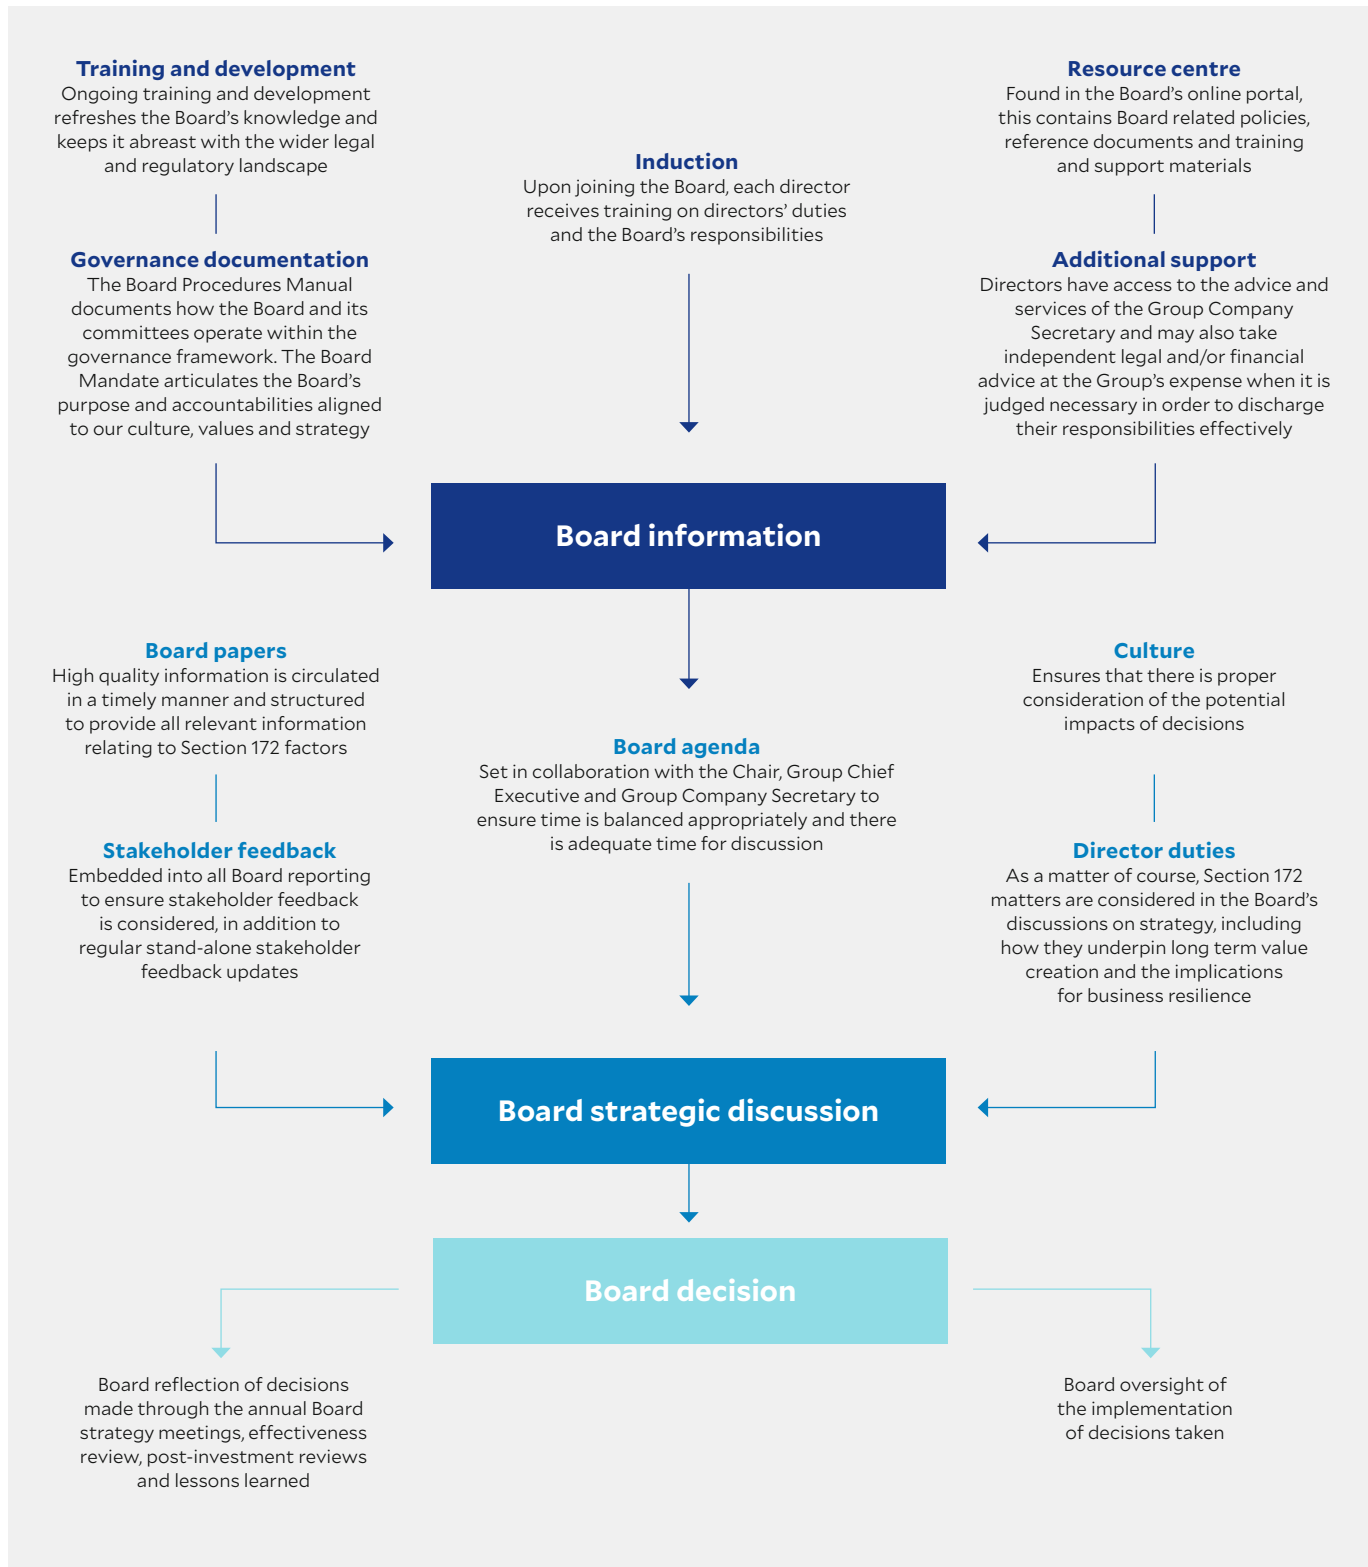 Training and development
Ongoing training and development
refreshes the Board’s knowledge and
keeps it abreast with the wider legal
and regulatory landscape
Governance documentation
The Board Procedures Manual
documents how the Board and its
committees operate within the
governance framework. The Board
Mandate articulates the Board’s
purpose and accountabilities aligned
to our culture, values and strategy
Induction
Upon joining the Board, each director
receives training on directors’ duties
and the Board’s responsibilities
Resource centre
Found in the Board’s online portal,
this contains Board related policies,
reference documents and training
and support materials
Additional support
Directors have access to the advice and
services of the Group Company
Secretary and may also take
independent legal and/or financial
advice at the Group’s expense when it is
judged necessary in order to discharge
their responsibilities effectively
Board information
Board papers
High quality information is circulated
in a timely manner and structured
to provide all relevant information
relating to Section 172 factors
Stakeholder feedback
Embedded into all Board reporting
to ensure stakeholder feedback
is considered, in addition to
regular stand-alone stakeholder
feedback updates
Board agenda
Set in collaboration with the Chair, Group Chief
Executive and Group Company Secretary to
ensure time is balanced appropriately and there
is adequate time for discussion
Culture
Ensures that there is proper
consideration of the potential
impacts of decisions
Director duties
As a matter of course, Section 172
matters are considered in the Board’s
discussions on strategy, including
how they underpin long term value
creation and the implications
for business resilience
Board strategic discussion
Board decision
Board reflection of decisions
made through the annual Board
strategy meetings, effectiveness
review, post-investment reviews
and lessons learned
Board oversight of
the implementation
of decisions taken